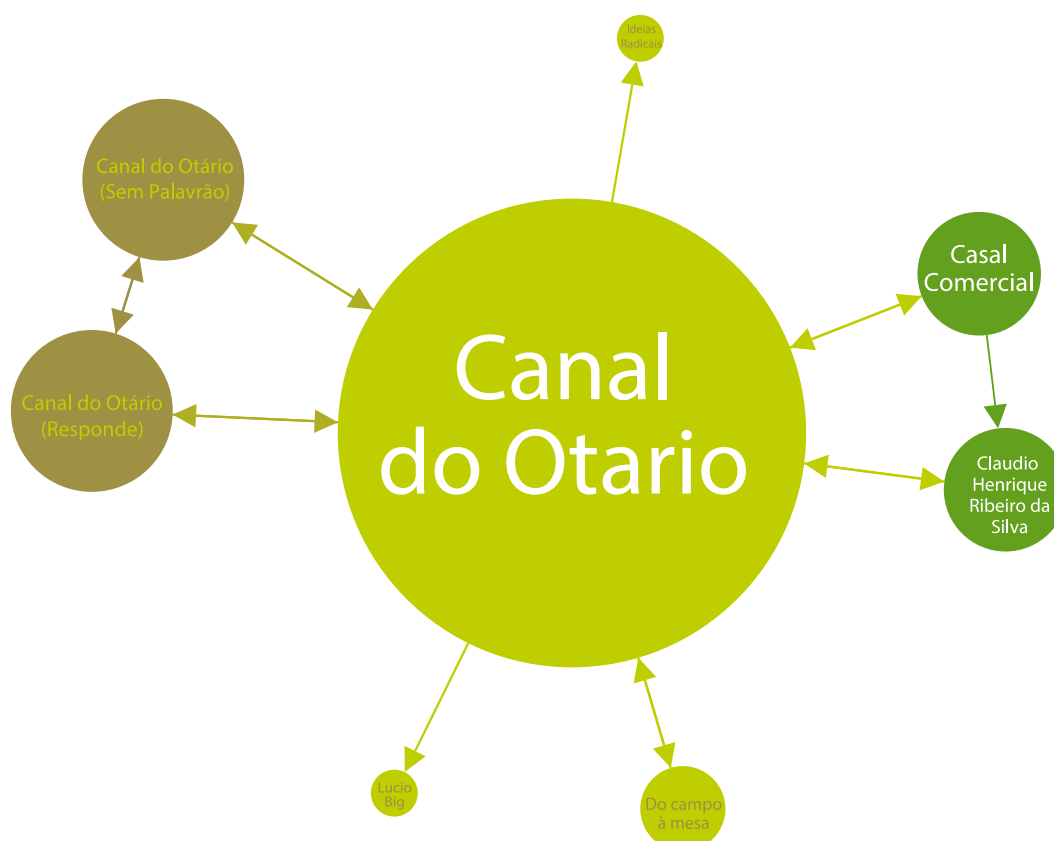 Ideias
Radicais
Canal do Otário
(Sem Palavrão)
Casal
Comercial
Canal
do Otario
Canal do Otário
(Responde)
Claudio
Henrique
Ribeiro da
Silva
Lucio
Big
Do campo
à mesa